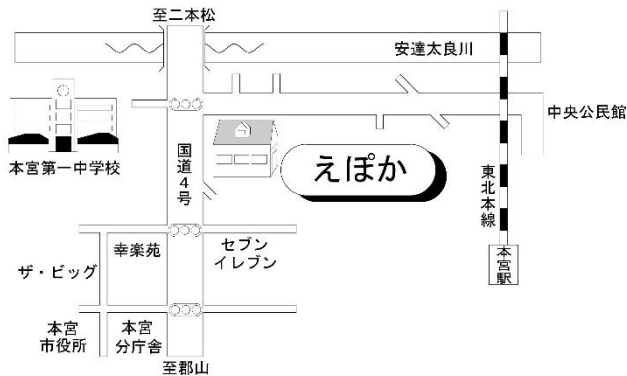 至二本松
安達太良川
中央公民館
本宮第一中学校
国道4号
えぽか
東北本線
本宮駅
幸楽苑
セブン
イレブン
ザ・ビッグ
本宮
市役所
本宮
分庁舎
至郡山